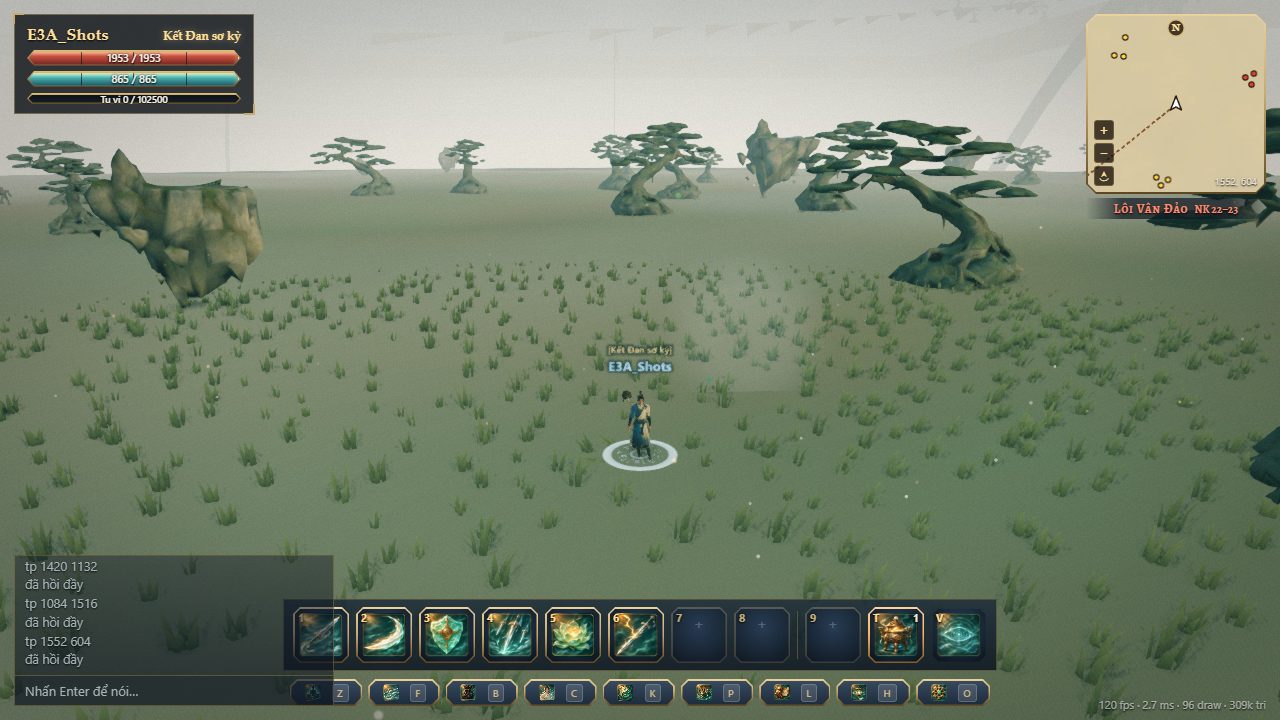 E3A_Shots
Kết Đan sơ kỳ
1953 / 1953
865 / 865
Tu vi 0 / 102500
N
+
−
1552, 604
Lôi Vân Đảo NK 22–23
[Kết Đan sơ kỳ]
E3A_Shots
tp 1420 1132
đã hồi đầy
tp 1084 1516
đã hồi đầy
tp 1552 604
đã hồi đầy
Nhấn Enter để nói...
1 2 3 4 5 6 7 8 9 T 1 V
+ + +
Z F B C K P L H O
120 fps · 2.7 ms · 96 draw · 309k tri